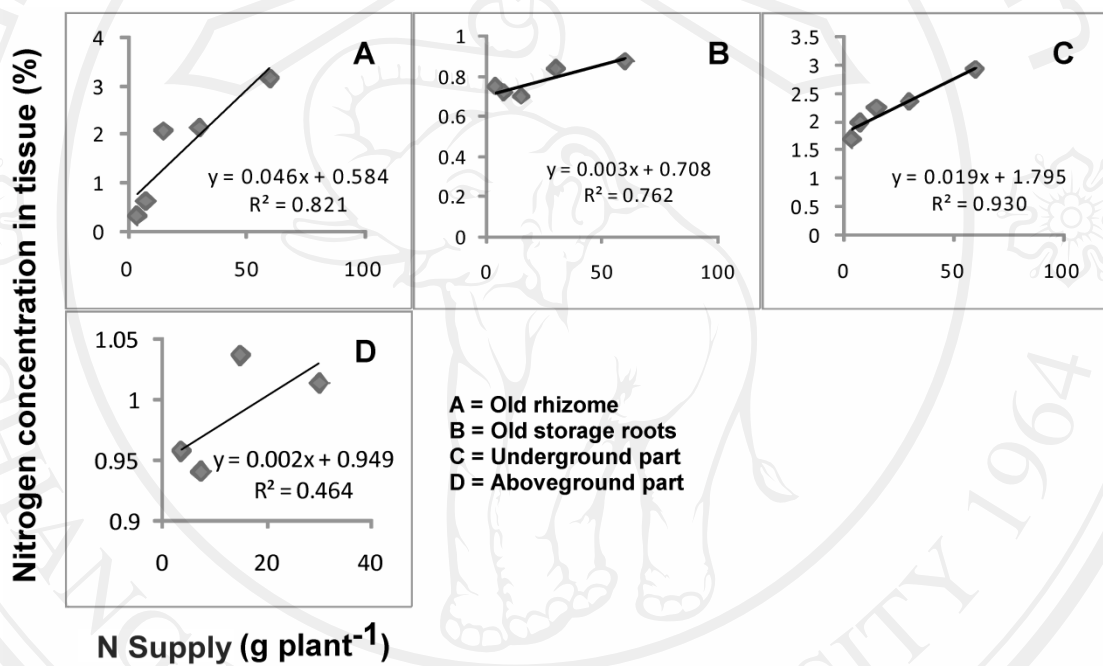 Nitrogen concentration in tissue (%)
A
4
3
2
1
0
y = 0.046x + 0.584
R² = 0.821
0 50 100
B
1
0.8
0.6
0.4
0.2
0
y = 0.003x + 0.708
R² = 0.762
0 50 100
C
3.5
3
2.5
2
1.5
1
0.5
0
y = 0.019x + 1.795
R² = 0.930
0 50 100
D
1.05
1
0.95
0.9
y = 0.002x + 0.949
R² = 0.464
0 20 40
A = Old rhizome
B = Old storage roots
C = Underground part
D = Aboveground part
N Supply (g plant⁻¹)
SITY 1964